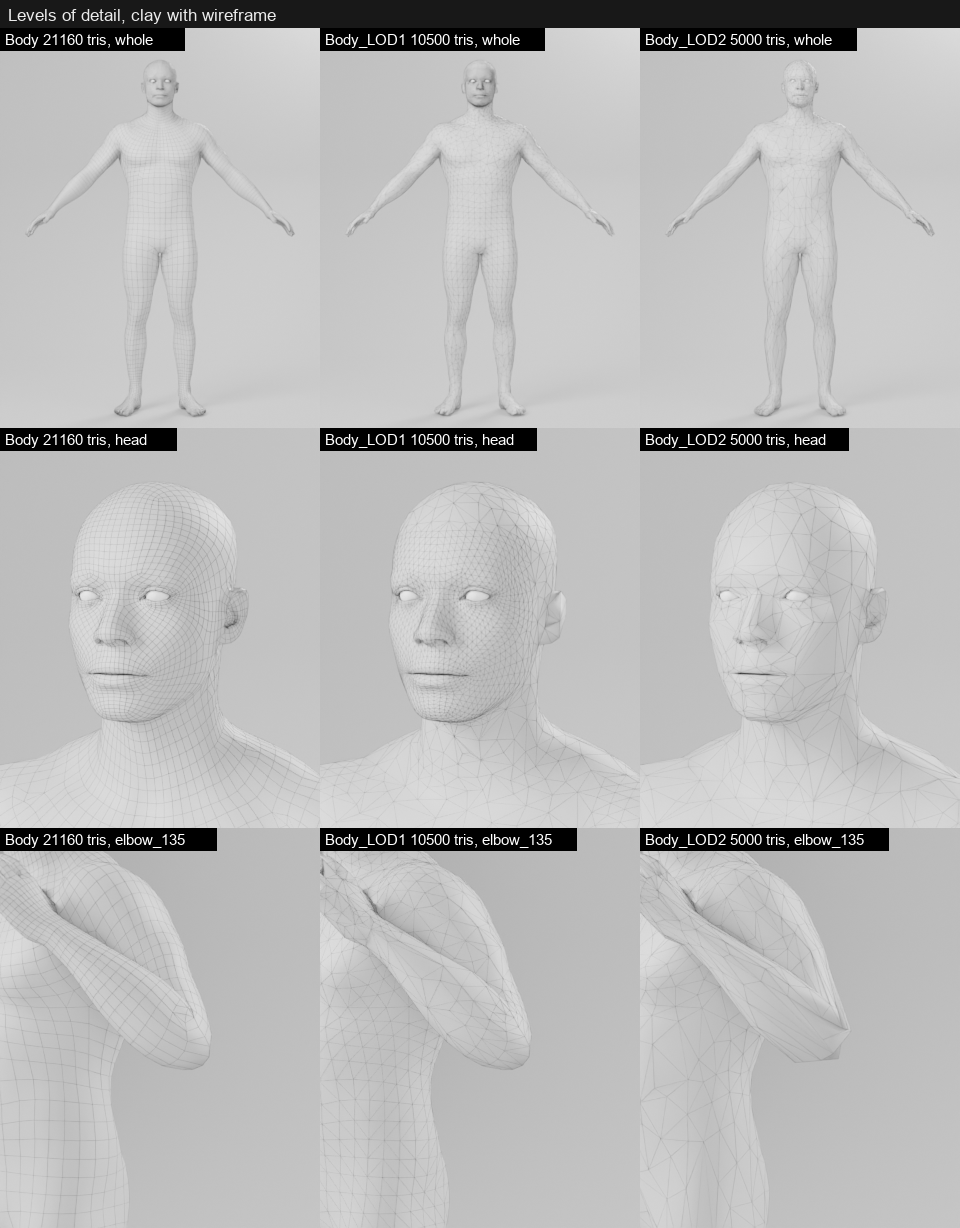 Levels of detail, clay with wireframe
Body 21160 tris, whole
Body_LOD1 10500 tris, whole
Body_LOD2 5000 tris, whole
Body 21160 tris, head
Body_LOD1 10500 tris, head
Body_LOD2 5000 tris, head
Body 21160 tris, elbow_135
Body_LOD1 10500 tris, elbow_135
Body_LOD2 5000 tris, elbow_135